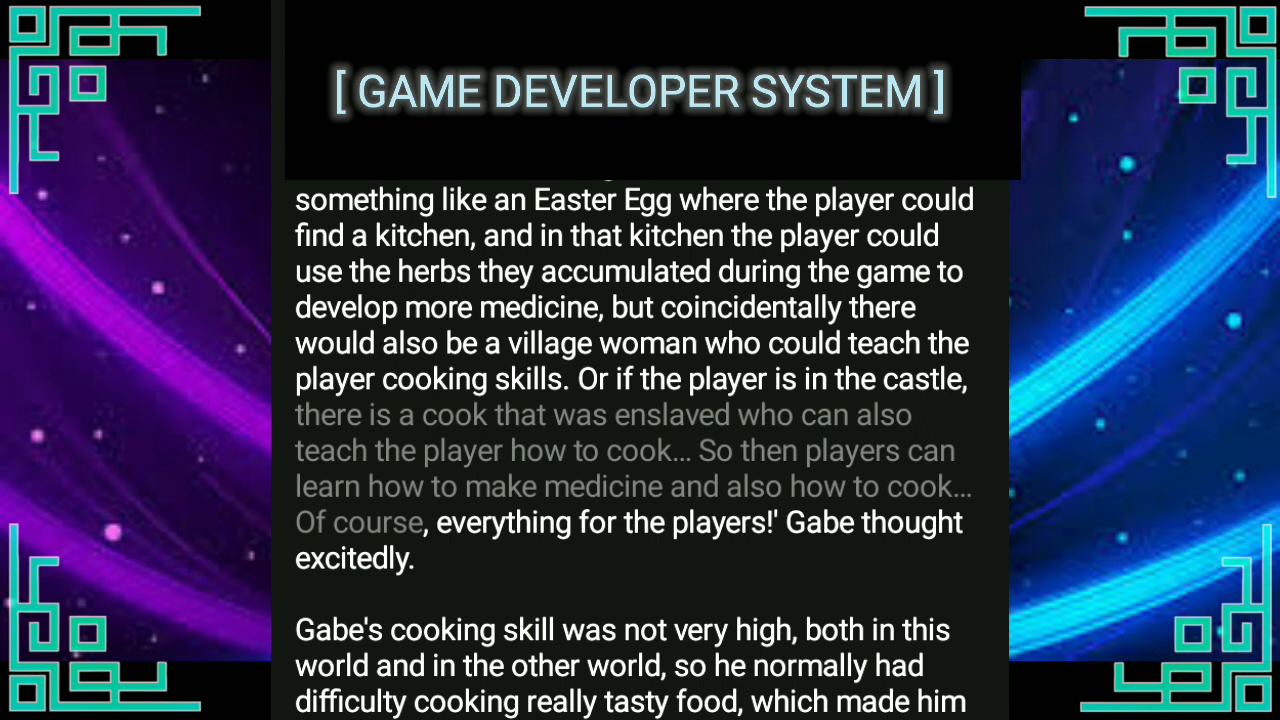 [ GAME DEVELOPER SYSTEM ]
something like an Easter Egg where the player could
find a kitchen, and in that kitchen the player could
use the herbs they accumulated during the game to
develop more medicine, but coincidentally there
would also be a village woman who could teach the
player cooking skills. Or if the player is in the castle,
there is a cook that was enslaved who can also
teach the player how to cook... So then players can
learn how to make medicine and also how to cook...
Of course, everything for the players!' Gabe thought
excitedly.
Gabe's cooking skill was not very high, both in this
world and in the other world, so he normally had
difficulty cooking really tasty food, which made him